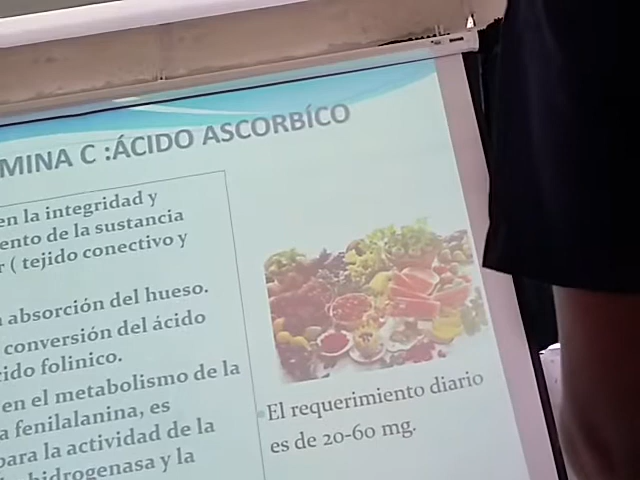 MINA C :ÁCIDO ASCORBÍCO
en la integridad y
ento de la sustancia
r ( tejido conectivo y
absorción del hueso.
conversión del ácido
ido folinico.
en el metabolismo de la
a fenilalanina, es
para la actividad de la
hidrogenasa y la
El requerimiento diario
es de 20-60 mg.